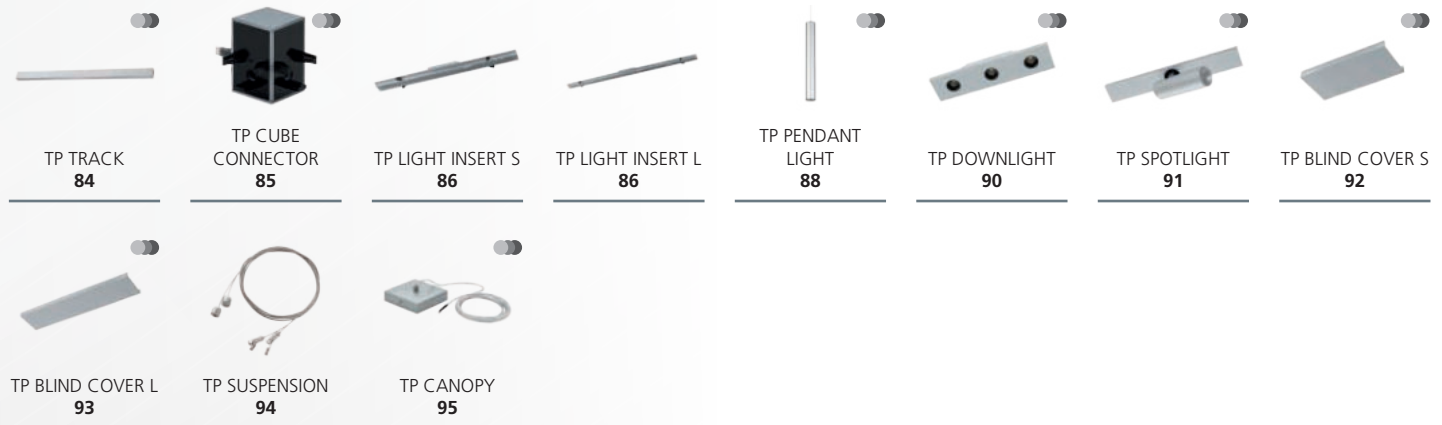 TP TRACK
84
TP CUBE
CONNECTOR
85
TP LIGHT INSERT S
86
TP LIGHT INSERT L
86
TP PENDANT
LIGHT
88
TP DOWNLIGHT
90
TP SPOTLIGHT
91
TP BLIND COVER S
92
TP BLIND COVER L
93
TP SUSPENSION
94
TP CANOPY
95